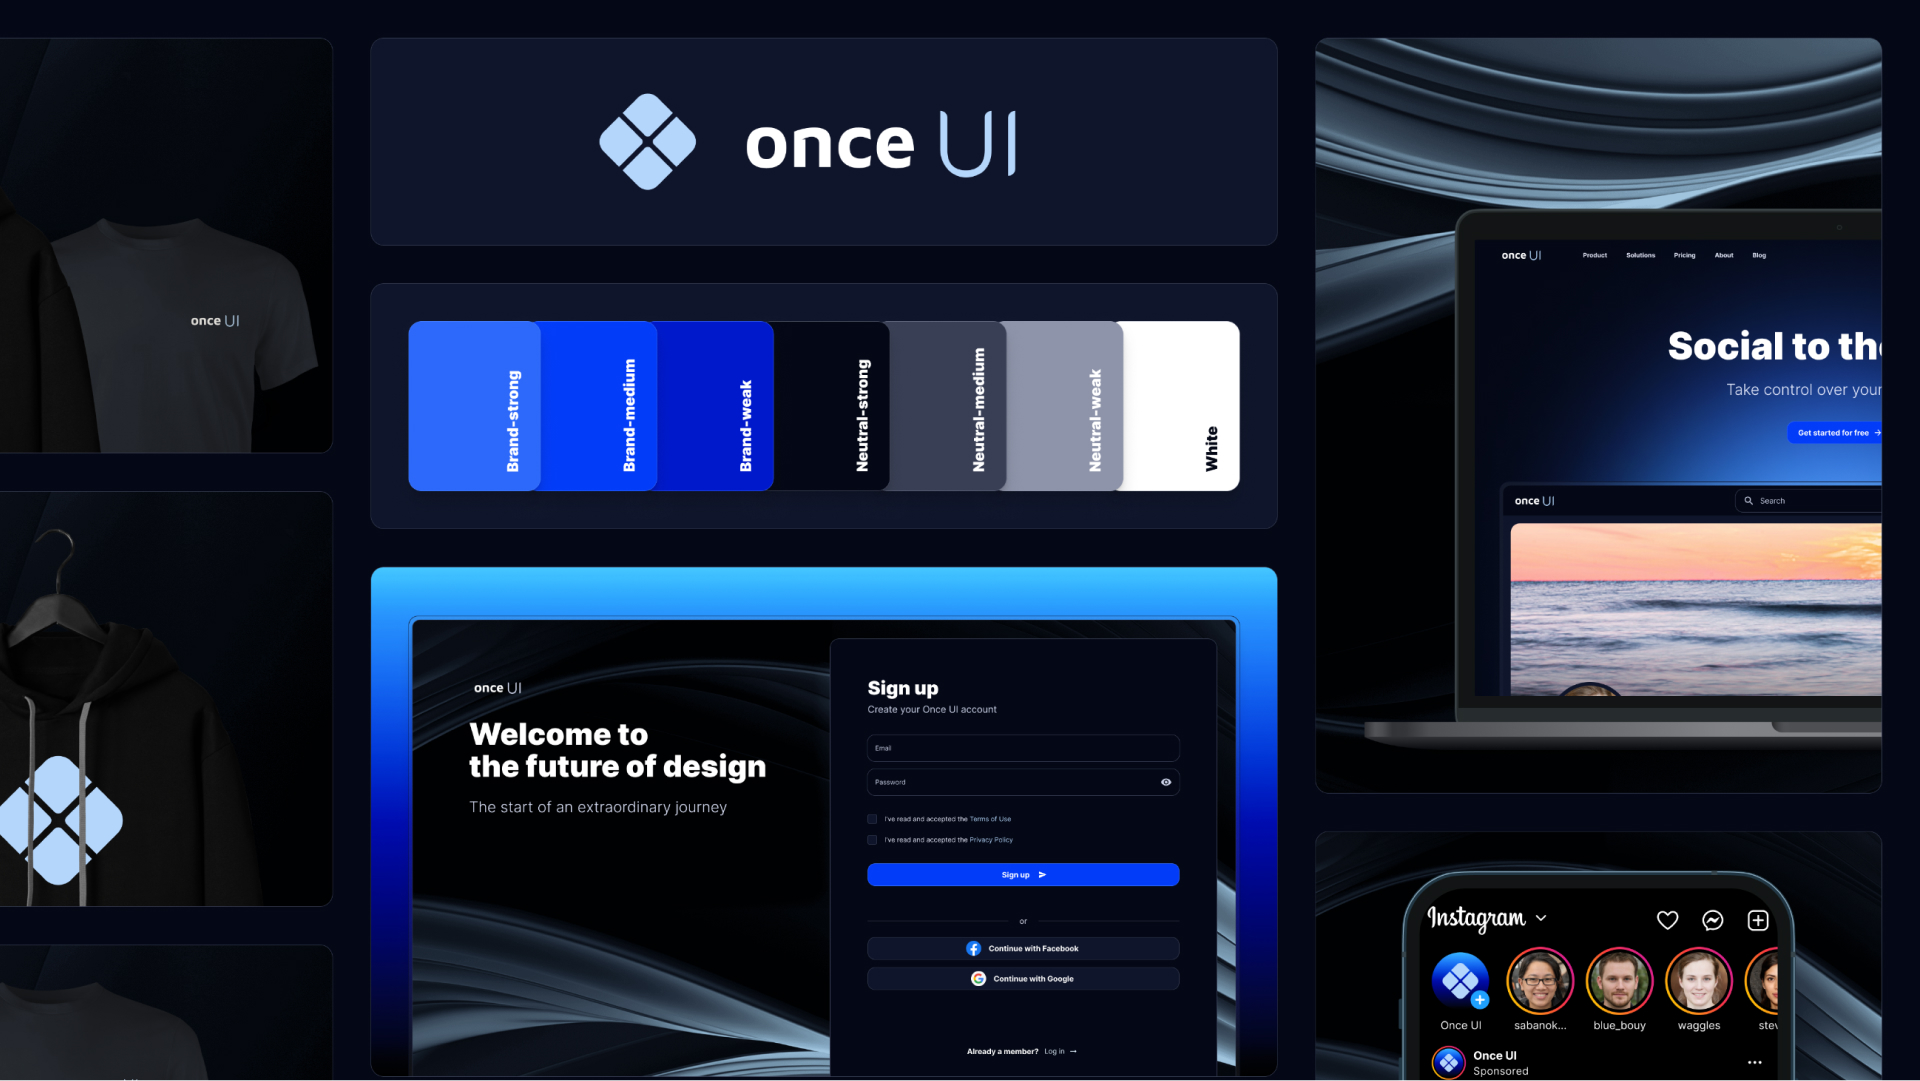 once UI
once UI
Brand-strong
Brand-medium
Brand-weak
Neutral-strong
Neutral-medium
Neutral-weak
White
once UI
Welcome to
the future of design
The start of an extraordinary journey
Sign up
Create your Once UI account
Email
Password
I've read and accepted the Terms of Use
I've read and accepted the Privacy Policy
Sign up
or
Continue with Facebook
Continue with Google
Already a member? Log in →
once UI Product Solutions Pricing About Blog
Social to
Take control over your
Get started for free →
once UI Search
Instagram
Once UI sabanok... blue_bouy waggles
Once UI
Sponsored